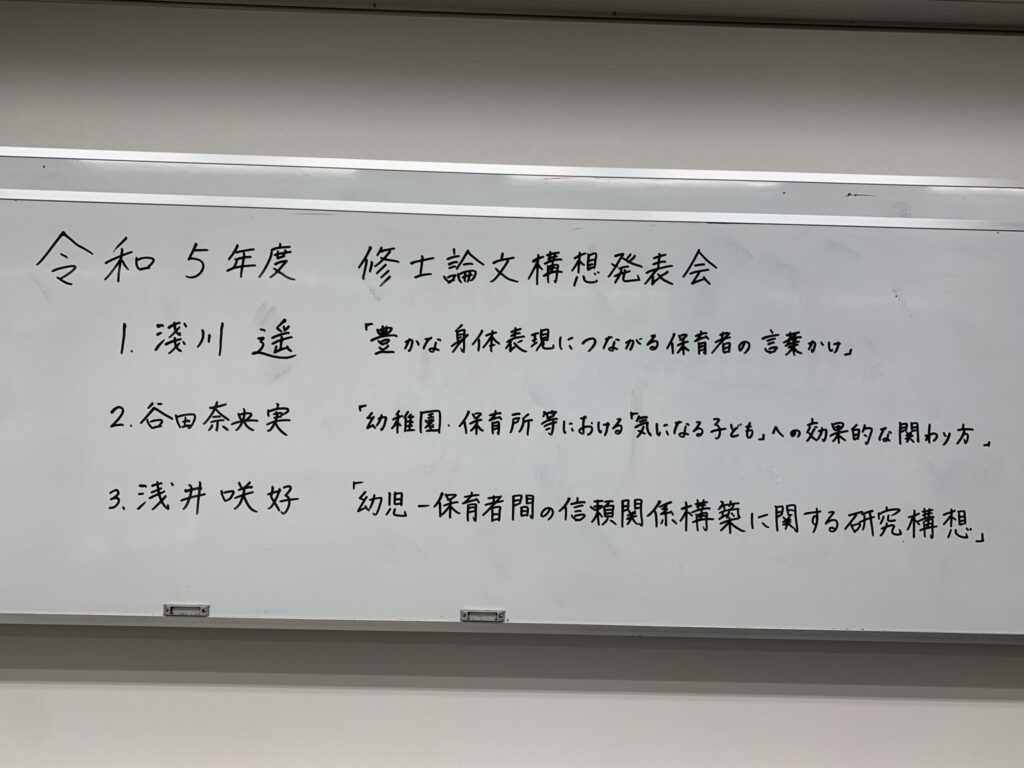 令和5年度 修士論文構想発表会
1. 淺川 遥 「豊かな身体表現につながる保育者の言葉かけ」
2. 谷田奈央実 「幼稚園・保育所等における「気になる子ども」への効果的な関わり方」
3. 浅井咲好 「幼児ー保育者間の信頼関係構築に関する研究構想」